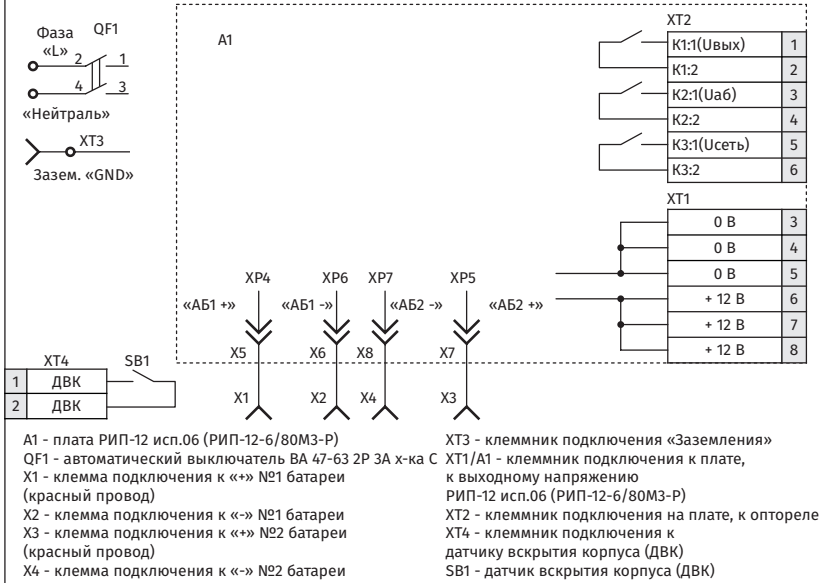 Фаза
«L»
QF1
2
1
4
3
«Нейтраль»
XT3
Зазем. «GND»
A1
XT2
K1:1(Uвых) 1
K1:2 2
K2:1(Uаб) 3
K2:2 4
K3:1(Uсеть) 5
K3:2 6
XT1
0 В 3
0 В 4
0 В 5
+ 12 В 6
+ 12 В 7
+ 12 В 8
XP4 XP6 XP7 XP5
«АБ1 +» «АБ1 -» «АБ2 -» «АБ2 +»
X5 X6 X8 X7
X1 X2 X4 X3
XT4
SB1
1 ДВК
2 ДВК
А1 - плата РИП-12 исп.06 (РИП-12-6/80М3-Р)
QF1 - автоматический выключатель ВА 47-63 2Р 3А х-ка С
X1 - клемма подключения к «+» №1 батареи
(красный провод)
X2 - клемма подключения к «-» №1 батареи
X3 - клемма подключения к «+» №2 батареи
(красный провод)
X4 - клемма подключения к «-» №2 батареи
XT3 - клеммник подключения «Заземления»
XT1/A1 - клеммник подключения к плате,
к выходному напряжению
РИП-12 исп.06 (РИП-12-6/80М3-Р)
XT2 - клеммник подключения на плате, к оптореле
XT4 - клеммник подключения к
датчику вскрытия корпуса (ДВК)
SB1 - датчик вскрытия корпуса (ДВК)